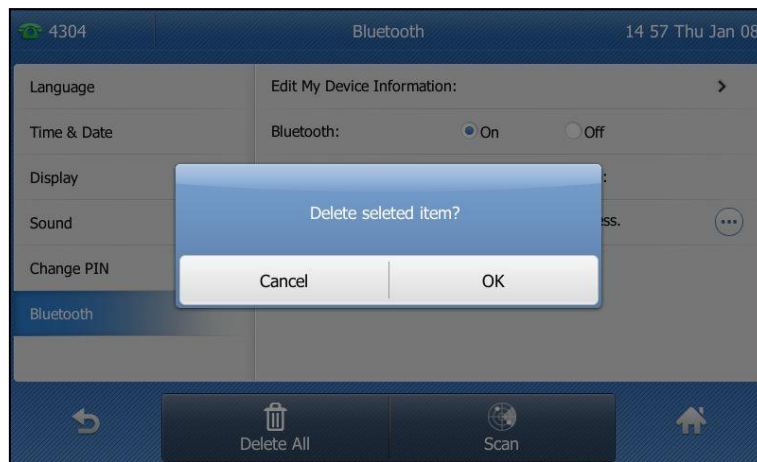 4304 Bluetooth 14 57 Thu Jan 08
Language Edit My Device Information:
Time & Date Bluetooth: On Off
Display :
Sound ess.
Delete seleted item?
Change PIN
Cancel OK
Bluetooth
Delete All Scan